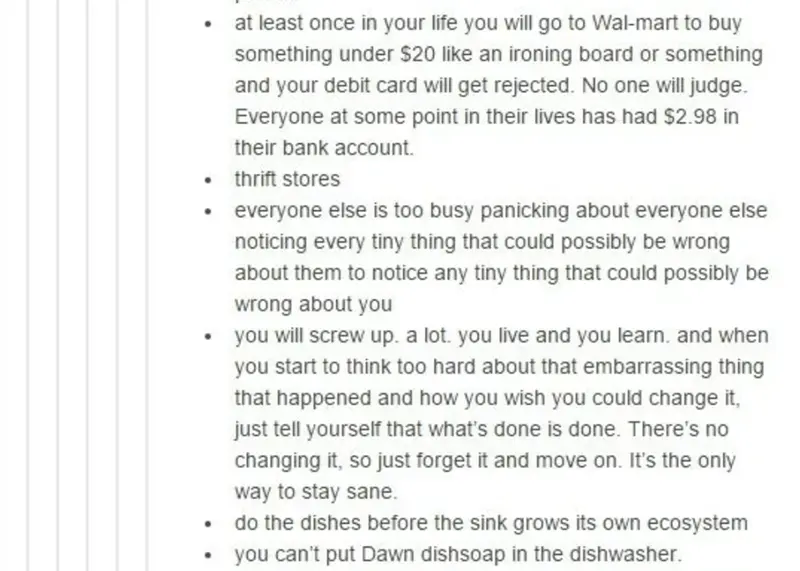 • at least once in your life you will go to Wal-mart to buy
something under $20 like an ironing board or something
and your debit card will get rejected. No one will judge.
Everyone at some point in their lives has had $2.98 in
their bank account.
• thrift stores
• everyone else is too busy panicking about everyone else
noticing every tiny thing that could possibly be wrong
about them to notice any tiny thing that could possibly be
wrong about you
• you will screw up. a lot. you live and you learn. and when
you start to think too hard about that embarrassing thing
that happened and how you wish you could change it,
just tell yourself that what's done is done. There's no
changing it, so just forget it and move on. It's the only
way to stay sane.
• do the dishes before the sink grows its own ecosystem
• you can't put Dawn dishsoap in the dishwasher.